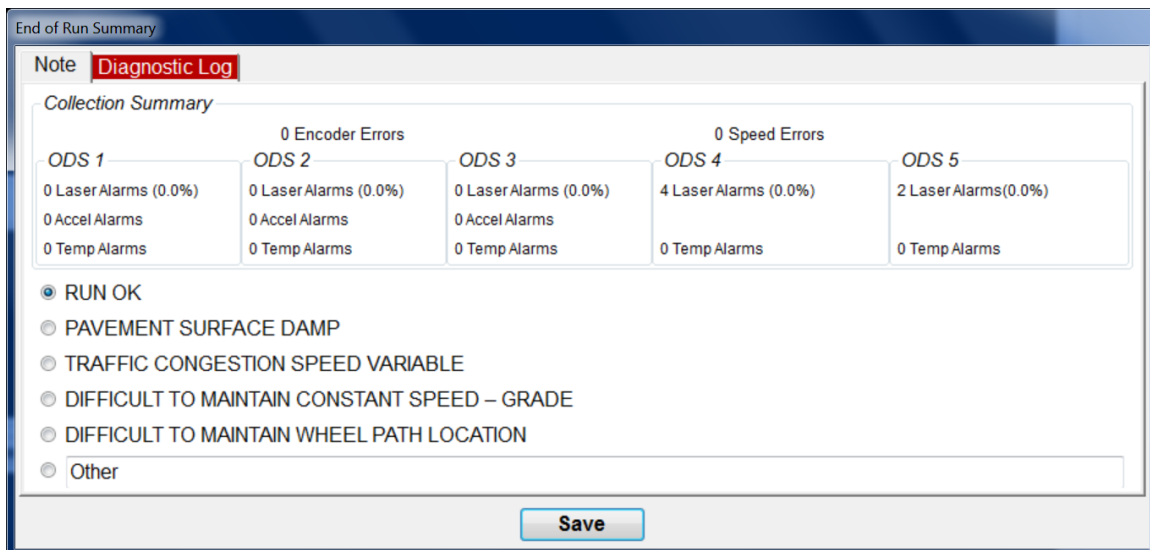 End of Run Summary
Note Diagnostic Log
Collection Summary
0 Encoder Errors 0 Speed Errors
ODS 1 ODS 2 ODS 3 ODS 4 ODS 5
0 Laser Alarms (0.0%) 0 Laser Alarms (0.0%) 0 Laser Alarms (0.0%) 4 Laser Alarms (0.0%) 2 Laser Alarms(0.0%)
0 Accel Alarms 0 Accel Alarms 0 Accel Alarms
0 Temp Alarms 0 Temp Alarms 0 Temp Alarms 0 Temp Alarms 0 Temp Alarms
RUN OK
PAVEMENT SURFACE DAMP
TRAFFIC CONGESTION SPEED VARIABLE
DIFFICULT TO MAINTAIN CONSTANT SPEED – GRADE
DIFFICULT TO MAINTAIN WHEEL PATH LOCATION
Other
Save